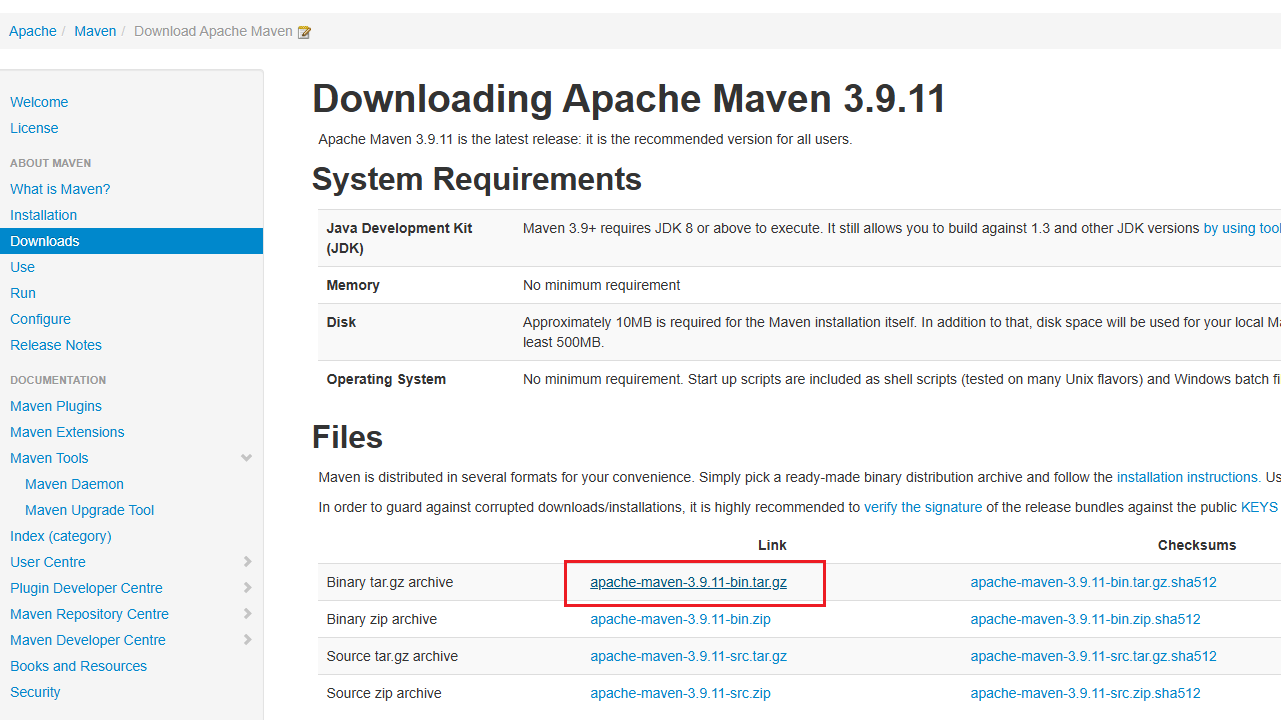 Apache / Maven / Download Apache Maven
Welcome
License
ABOUT MAVEN
What is Maven?
Installation
Downloads
Use
Run
Configure
Release Notes
DOCUMENTATION
Maven Plugins
Maven Extensions
Maven Tools
Maven Daemon
Maven Upgrade Tool
Index (category)
User Centre
Plugin Developer Centre
Maven Repository Centre
Maven Developer Centre
Books and Resources
Security
Downloading Apache Maven 3.9.11
Apache Maven 3.9.11 is the latest release: it is the recommended version for all users.
System Requirements
Java Development Kit (JDK) Maven 3.9+ requires JDK 8 or above to execute. It still allows you to build against 1.3 and other JDK versions by using tool
Memory No minimum requirement
Disk Approximately 10MB is required for the Maven installation itself. In addition to that, disk space will be used for your local Ma
least 500MB.
Operating System No minimum requirement. Start up scripts are included as shell scripts (tested on many Unix flavors) and Windows batch fi
Files
Maven is distributed in several formats for your convenience. Simply pick a ready-made binary distribution archive and follow the installation instructions. Us
In order to guard against corrupted downloads/installations, it is highly recommended to verify the signature of the release bundles against the public KEYS
Link Checksums
Binary tar.gz archive apache-maven-3.9.11-bin.tar.gz apache-maven-3.9.11-bin.tar.gz.sha512
Binary zip archive apache-maven-3.9.11-bin.zip apache-maven-3.9.11-bin.zip.sha512
Source tar.gz archive apache-maven-3.9.11-src.tar.gz apache-maven-3.9.11-src.tar.gz.sha512
Source zip archive apache-maven-3.9.11-src.zip apache-maven-3.9.11-src.zip.sha512